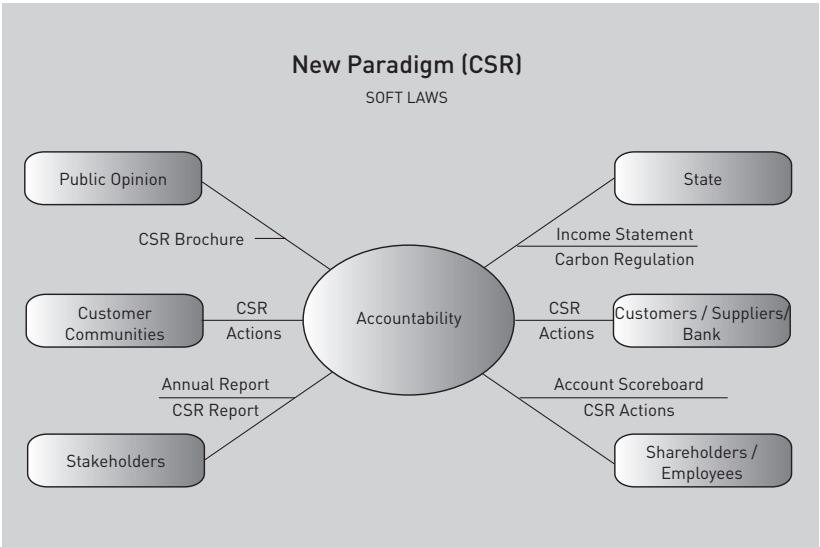 New Paradigm (CSR)
SOFT LAWS
Public Opinion
State
CSR Brochure
Income Statement
Carbon Regulation
Customer
Communities
CSR
Actions
Accountability
CSR
Actions
Customers / Suppliers/
Bank
Annual Report
CSR Report
Account Scoreboard
CSR Actions
Stakeholders
Shareholders /
Employees